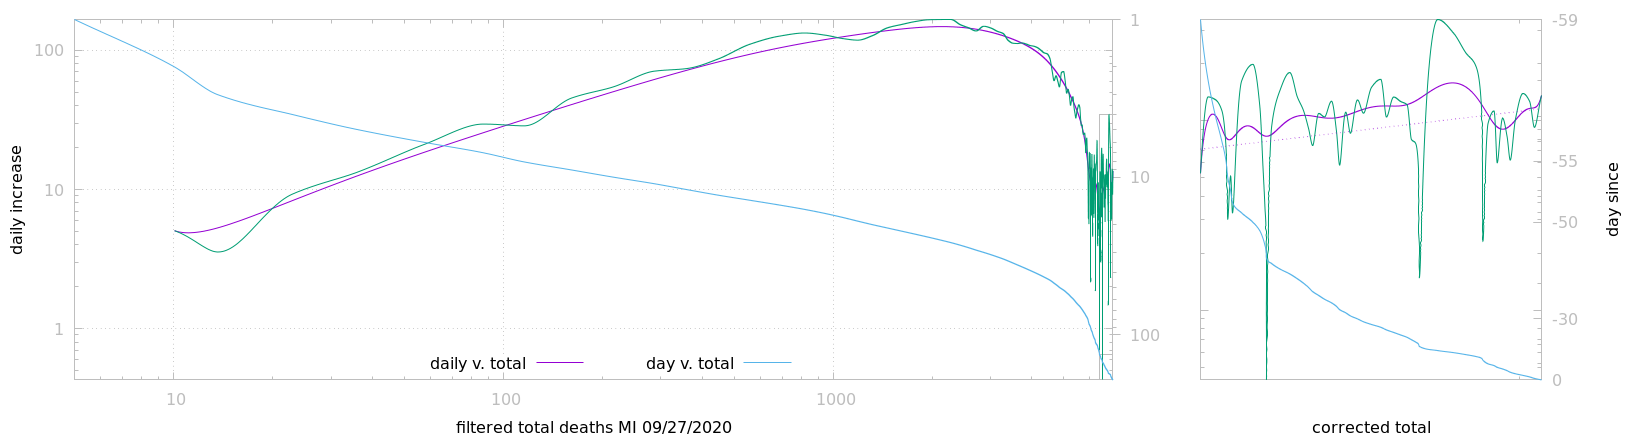 100
10
1
daily increase
10
100
1000
filtered total deaths MI 09/27/2020
daily v. total
day v. total
1
10
100
-59
-55
-50
-30
0
day since
corrected total